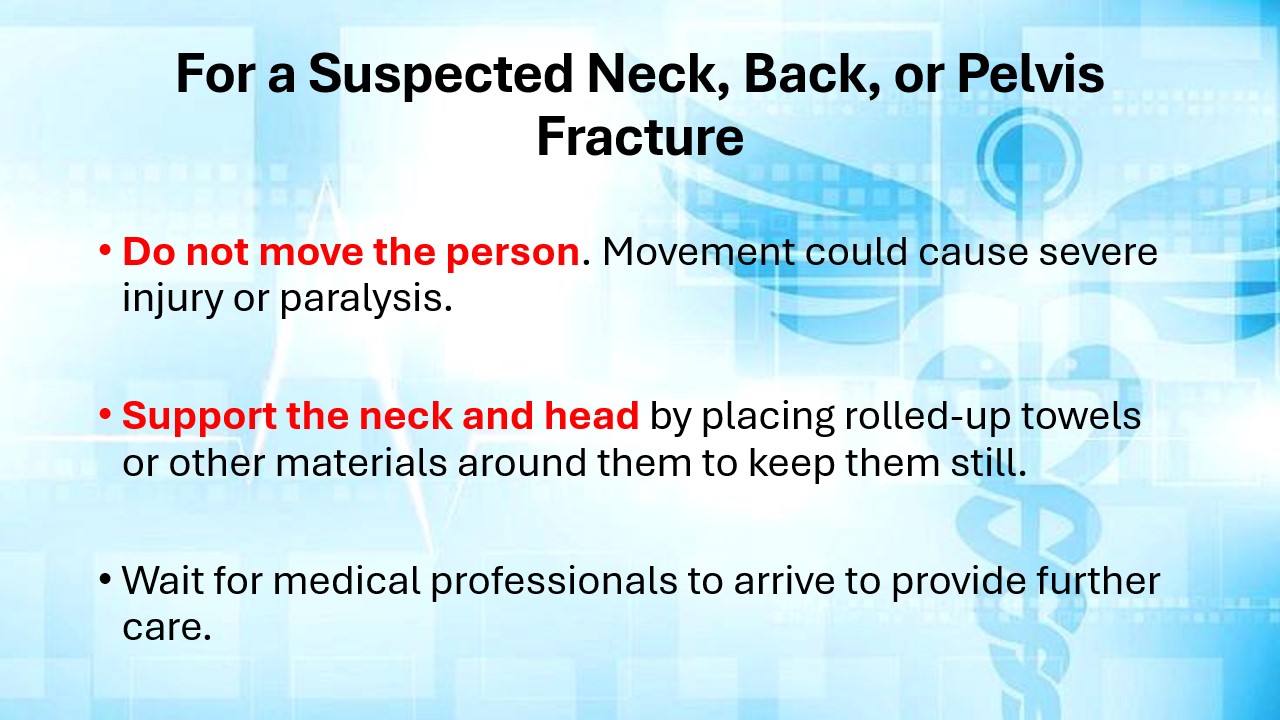 For a Suspected Neck, Back, or Pelvis
Fracture
• Do not move the person. Movement could cause severe
injury or paralysis.
• Support the neck and head by placing rolled-up towels
or other materials around them to keep them still.
• Wait for medical professionals to arrive to provide further
care.